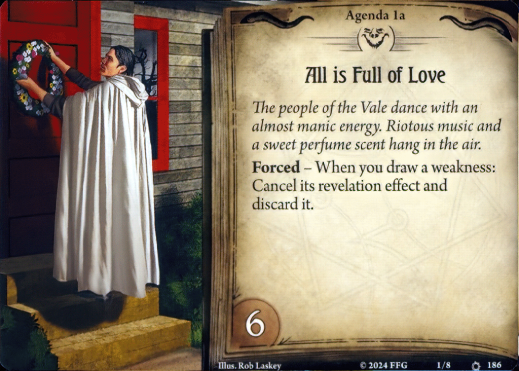 Agenda 1a
All is Full of Love
The people of the Vale dance with an
almost manic energy. Riotous music and
a sweet perfume scent hang in the air.
Forced – When you draw a weakness:
Cancel its revelation effect and
discard it.
6
Illus. Rob Laskey
© 2024 FFG
1/8
186